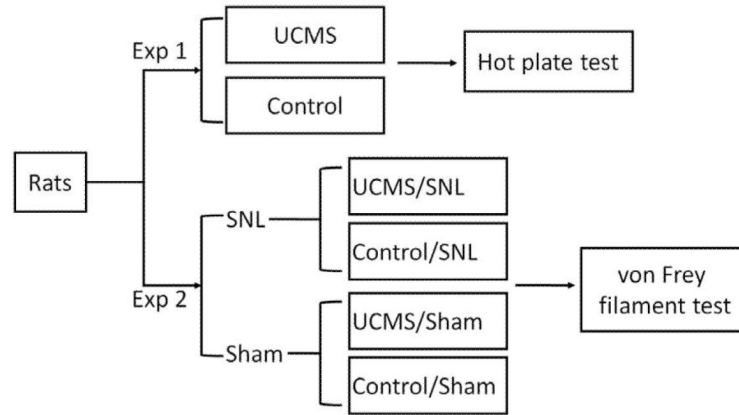 Rats
Exp 1
UCMS
Control
Hot plate test
Exp 2
SNL
UCMS/SNL
Control/SNL
Sham
UCMS/Sham
Control/Sham
von Frey
filament test